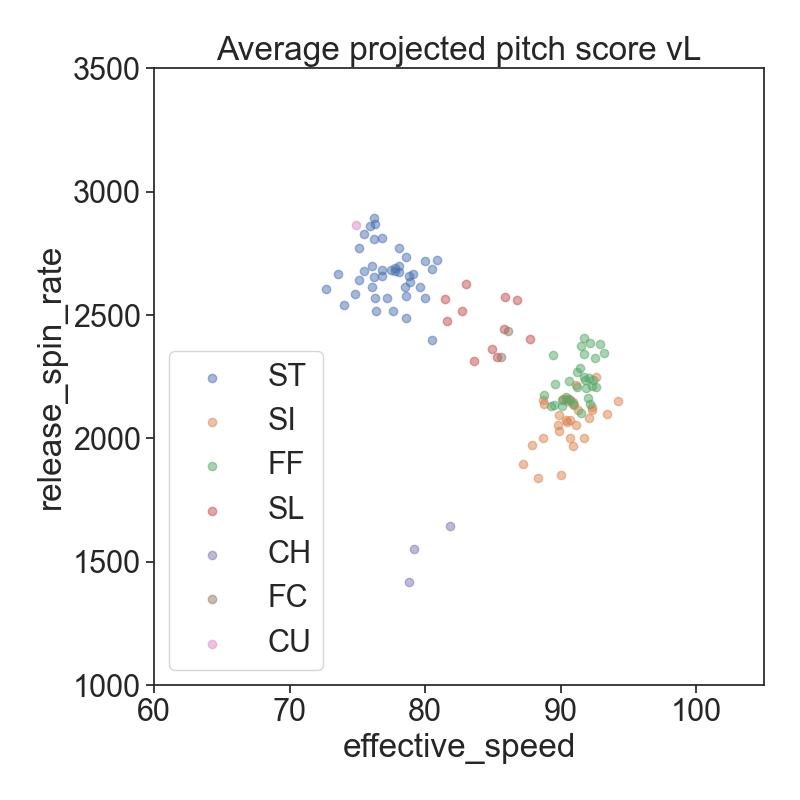 Average projected pitch score vL
3500
3000
2500
2000
1500
1000
release_spin_rate
ST
SI
FF
SL
CH
FC
CU
60
70
80
90
100
effective_speed